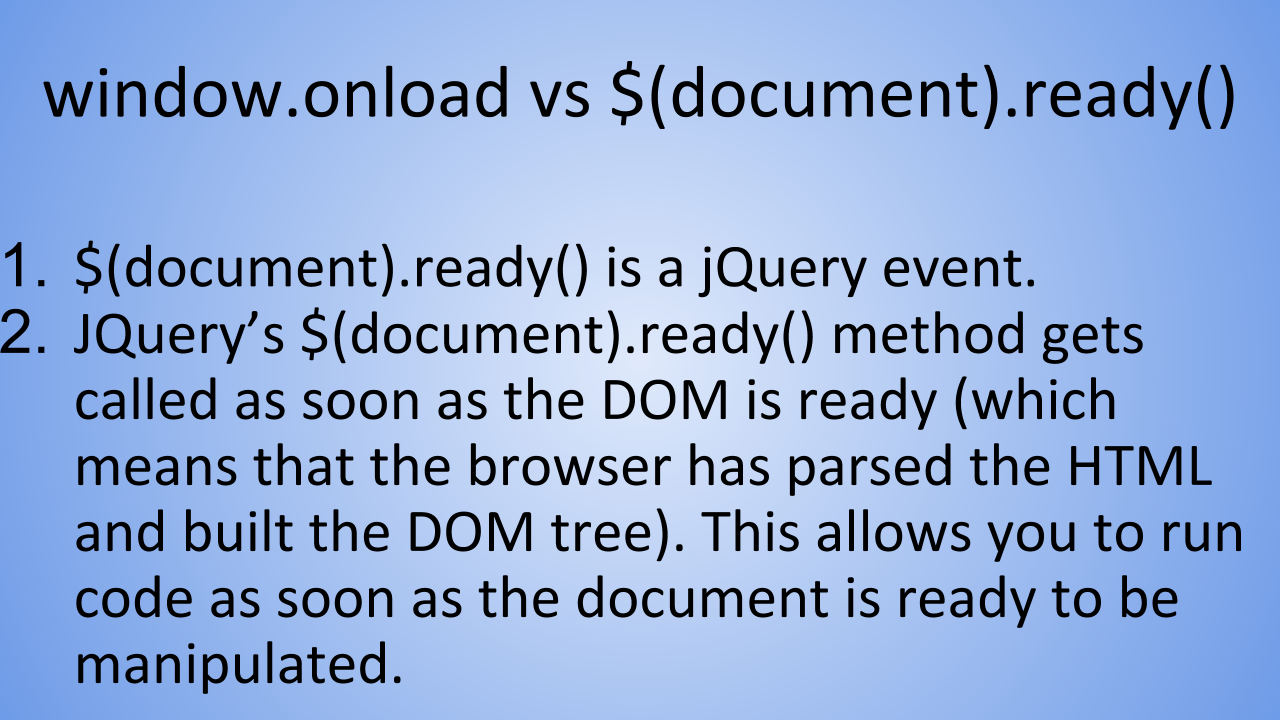 window.onload vs $(document).ready()
1. $(document).ready() is a jQuery event.
2. JQuery’s $(document).ready() method gets
called as soon as the DOM is ready (which
means that the browser has parsed the HTML
and built the DOM tree). This allows you to run
code as soon as the document is ready to be
manipulated.